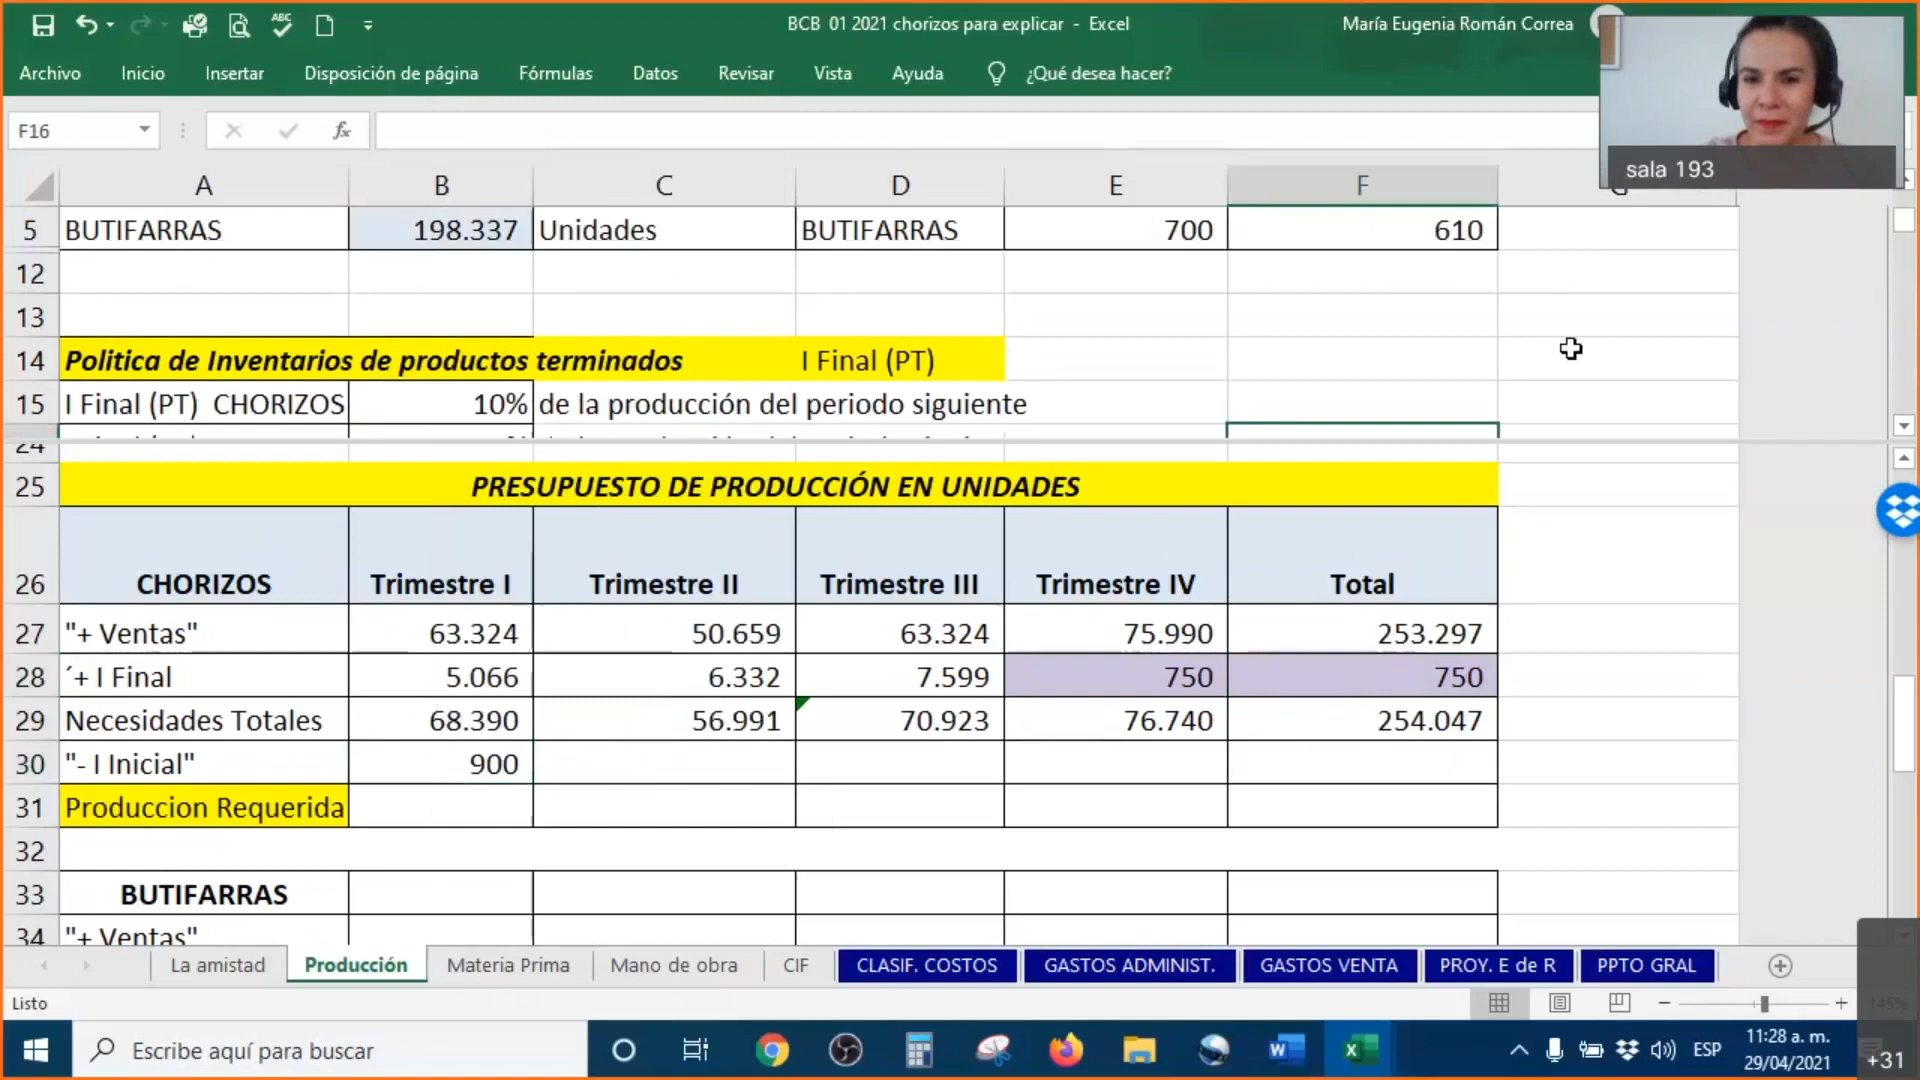 BCB 01 2021 chorizos para explicar - Excel
María Eugenia Román Correa
Archivo Inicio Insertar Disposición de página Fórmulas Datos Revisar Vista Ayuda ¿Qué desea hacer?
F16 fx
sala 193
A B C D E F
5 BUTIFARRAS 198.337 Unidades BUTIFARRAS 700 610
12
13
14 Politica de Inventarios de productos terminados I Final (PT)
15 I Final (PT) CHORIZOS 10% de la producción del periodo siguiente
24
25 PRESUPUESTO DE PRODUCCIÓN EN UNIDADES
26 CHORIZOS Trimestre I Trimestre II Trimestre III Trimestre IV Total
27 "+ Ventas" 63.324 50.659 63.324 75.990 253.297
28 ´+ I Final 5.066 6.332 7.599 750 750
29 Necesidades Totales 68.390 56.991 70.923 76.740 254.047
30 "- I Inicial" 900
31 Produccion Requerida
32
33 BUTIFARRAS
34 "+ Ventas"
La amistad Producción Materia Prima Mano de obra CIF CLASIF. COSTOS GASTOS ADMINIST. GASTOS VENTA PROY. E de R PPTO GRAL
Listo
145%
Escribe aquí para buscar
ESP
11:28 a. m.
29/04/2021
+31